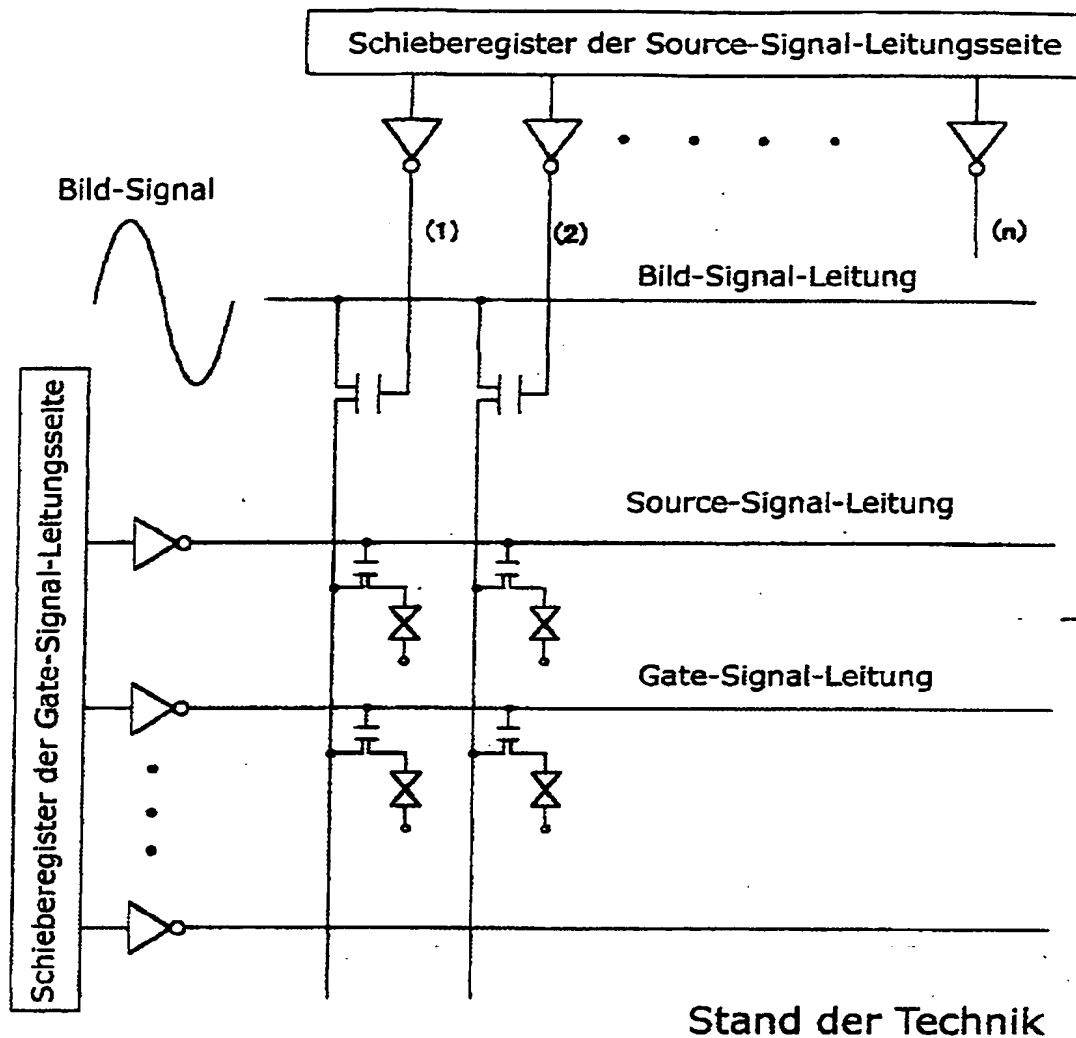 Schieberegister der Source-Signal-Leitungsseite
Bild-Signal
(1)
(2)
(n)
Bild-Signal-Leitung
Schieberegister der Gate-Signal-Leitungsseite
Source-Signal-Leitung
Gate-Signal-Leitung
Stand der Technik